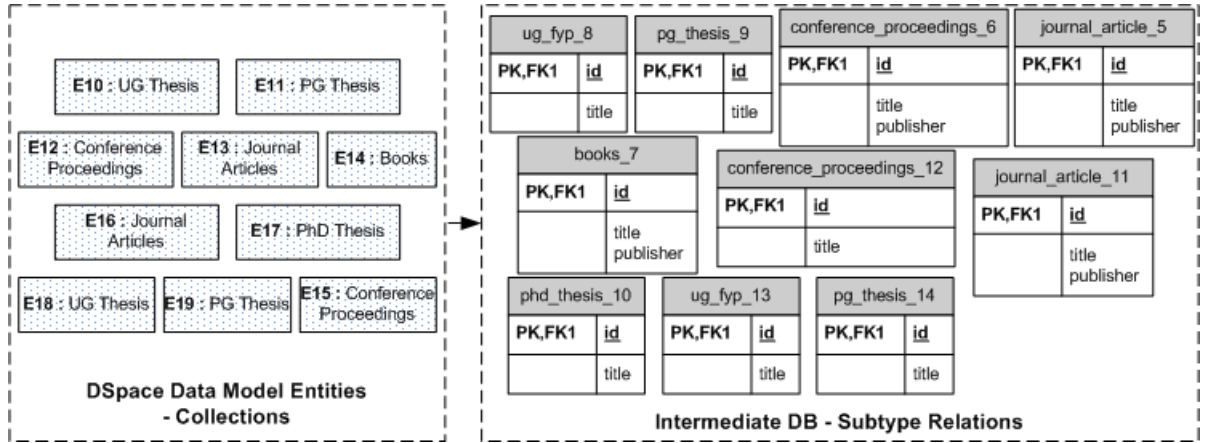 E10 : UG Thesis
E11 : PG Thesis
E12 : Conference
Proceedings
E13 : Journal
Articles
E14 : Books
E16 : Journal
Articles
E17 : PhD Thesis
E18 : UG Thesis
E19 : PG Thesis
E15 : Conference
Proceedings
DSpace Data Model Entities
- Collections
ug_fyp_8
PK,FK1 id
title
pg_thesis_9
PK,FK1 id
title
conference_proceedings_6
PK,FK1 id
title
publisher
journal_article_5
PK,FK1 id
title
publisher
books_7
PK,FK1 id
title
publisher
conference_proceedings_12
PK,FK1 id
title
journal_article_11
PK,FK1 id
title
publisher
phd_thesis_10
PK,FK1 id
title
ug_fyp_13
PK,FK1 id
title
pg_thesis_14
PK,FK1 id
title
Intermediate DB - Subtype Relations